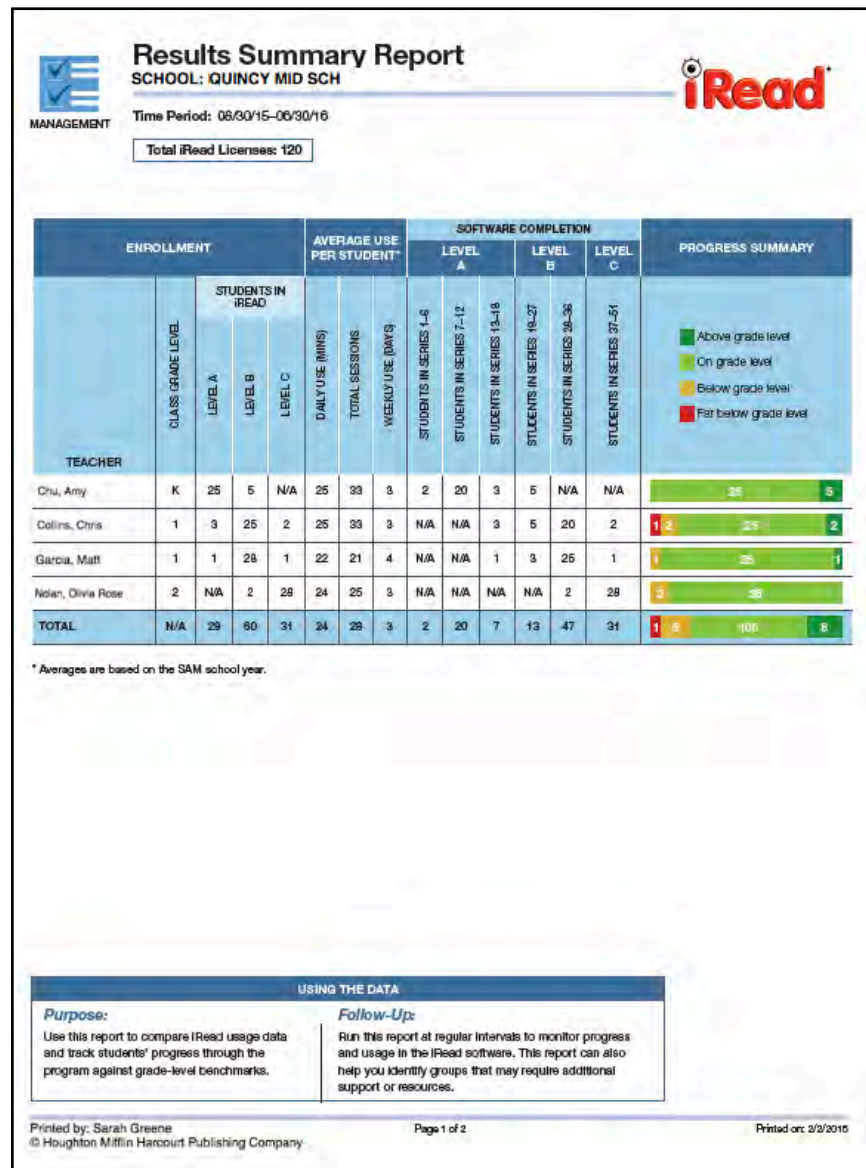 Results Summary Report
SCHOOL: QUINCY MID SCH
iRead
MANAGEMENT
Time Period: 08/30/15–06/30/16
Total iRead Licenses: 120
ENROLLMENT
AVERAGE USE PER STUDENT*
SOFTWARE COMPLETION
LEVEL A
LEVEL B
LEVEL C
PROGRESS SUMMARY
TEACHER
CLASS GRADE LEVEL
STUDENTS IN iREAD
LEVEL A
LEVEL B
LEVEL C
DAILY USE (MINS)
TOTAL SESSIONS
WEEKLY USE (DAYS)
STUDENTS IN SERIES 1–6
STUDENTS IN SERIES 7–12
STUDENTS IN SERIES 13–18
STUDENTS IN SERIES 19–27
STUDENTS IN SERIES 28–36
STUDENTS IN SERIES 37–51
Above grade level
On grade level
Below grade level
Far below grade level
Chu, Amy K 25 5 N/A 25 33 3 2 20 3 5 N/A N/A 5
Collins, Chris 1 3 25 2 25 33 3 N/A N/A 3 5 20 2 1 2 25 2
Garcia, Matt 1 1 28 1 22 21 4 N/A N/A 1 3 25 1 1 1
Nolan, Olivia Rose 2 N/A 2 28 24 25 3 N/A N/A N/A N/A 2 28
TOTAL N/A 29 60 31 24 28 3 2 20 7 13 47 31 1 8
* Averages are based on the SAM school year.
USING THE DATA
Purpose:
Use this report to compare iRead usage data
and track students' progress through the
program against grade-level benchmarks.
Follow-Up:
Run this report at regular intervals to monitor progress
and usage in the iRead software. This report can also
help you identify groups that may require additional
support or resources.
Printed by: Sarah Greene
© Houghton Mifflin Harcourt Publishing Company
Page 1 of 2
Printed on: 2/2/2015